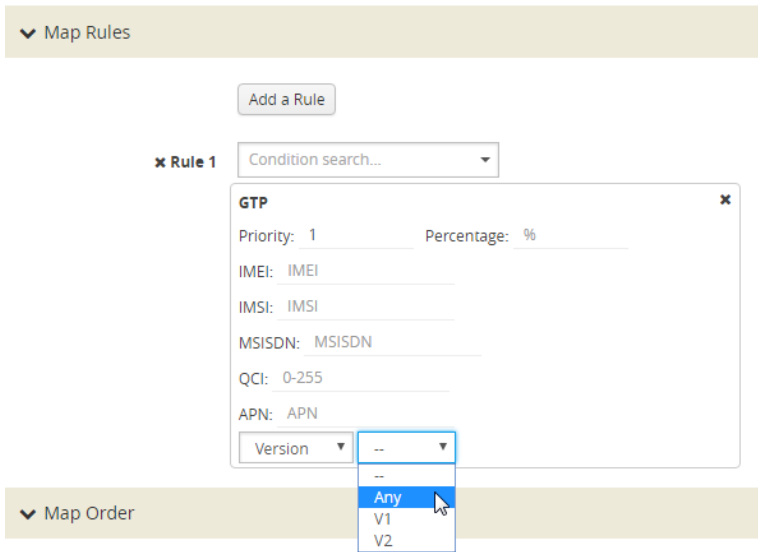 Map Rules
Add a Rule
Rule 1 Condition search...
GTP
Priority: 1 Percentage: %
IMEI: IMEI
IMSI: IMSI
MSISDN: MSISDN
QCI: 0-255
APN: APN
Version --
--
Any
V1
V2
Map Order